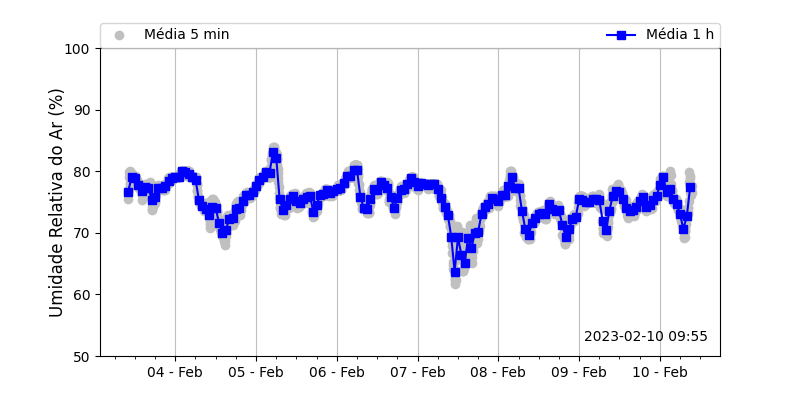 Média 5 min
Média 1 h
Umidade Relativa do Ar (%)
100
90
80
70
60
50
2023-02-10 09:55
04 - Feb
05 - Feb
06 - Feb
07 - Feb
08 - Feb
09 - Feb
10 - Feb